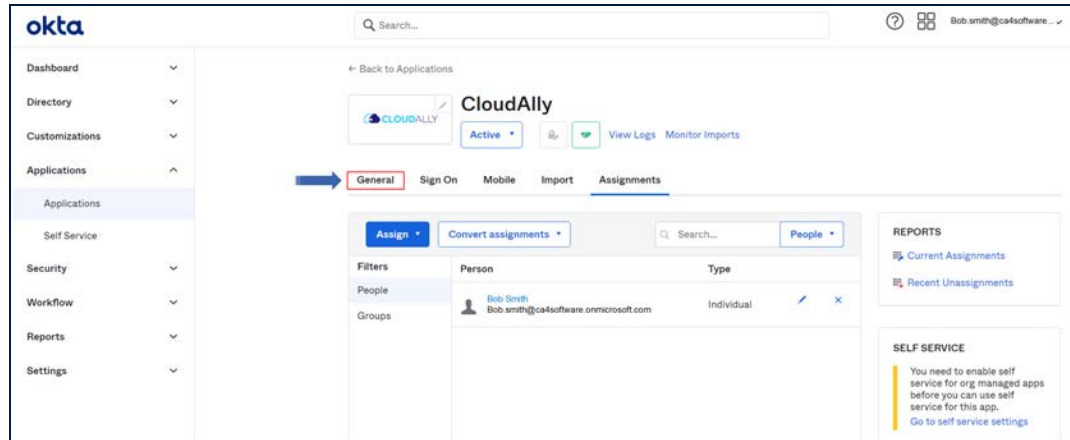 okta
Search...
Bob.smith@ca4software...
Dashboard
Directory
Customizations
Applications
Applications
Self Service
Security
Workflow
Reports
Settings
← Back to Applications
CLOUDALLY
CloudAlly
Active
View Logs Monitor Imports
General Sign On Mobile Import Assignments
Assign Convert assignments Search... People
Filters Person Type
People
Groups
Bob Smith
Bob.smith@ca4software.onmicrosoft.com Individual
REPORTS
Current Assignments
Recent Unassignments
SELF SERVICE
You need to enable self
service for org managed apps
before you can use self
service for this app.
Go to self service settings